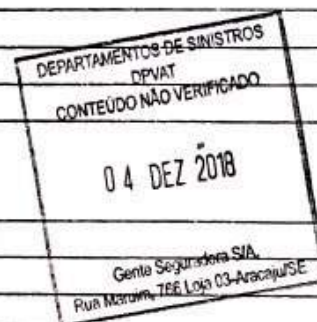 DEPARTAMENTOS DE SINISTROS
DPVAT
CONTEÚDO NÃO VERIFICADO
04 DEZ 2018
Gente Seguradora S/A.
Rua Maruim, 766 Loja 03-Aracaju/SE